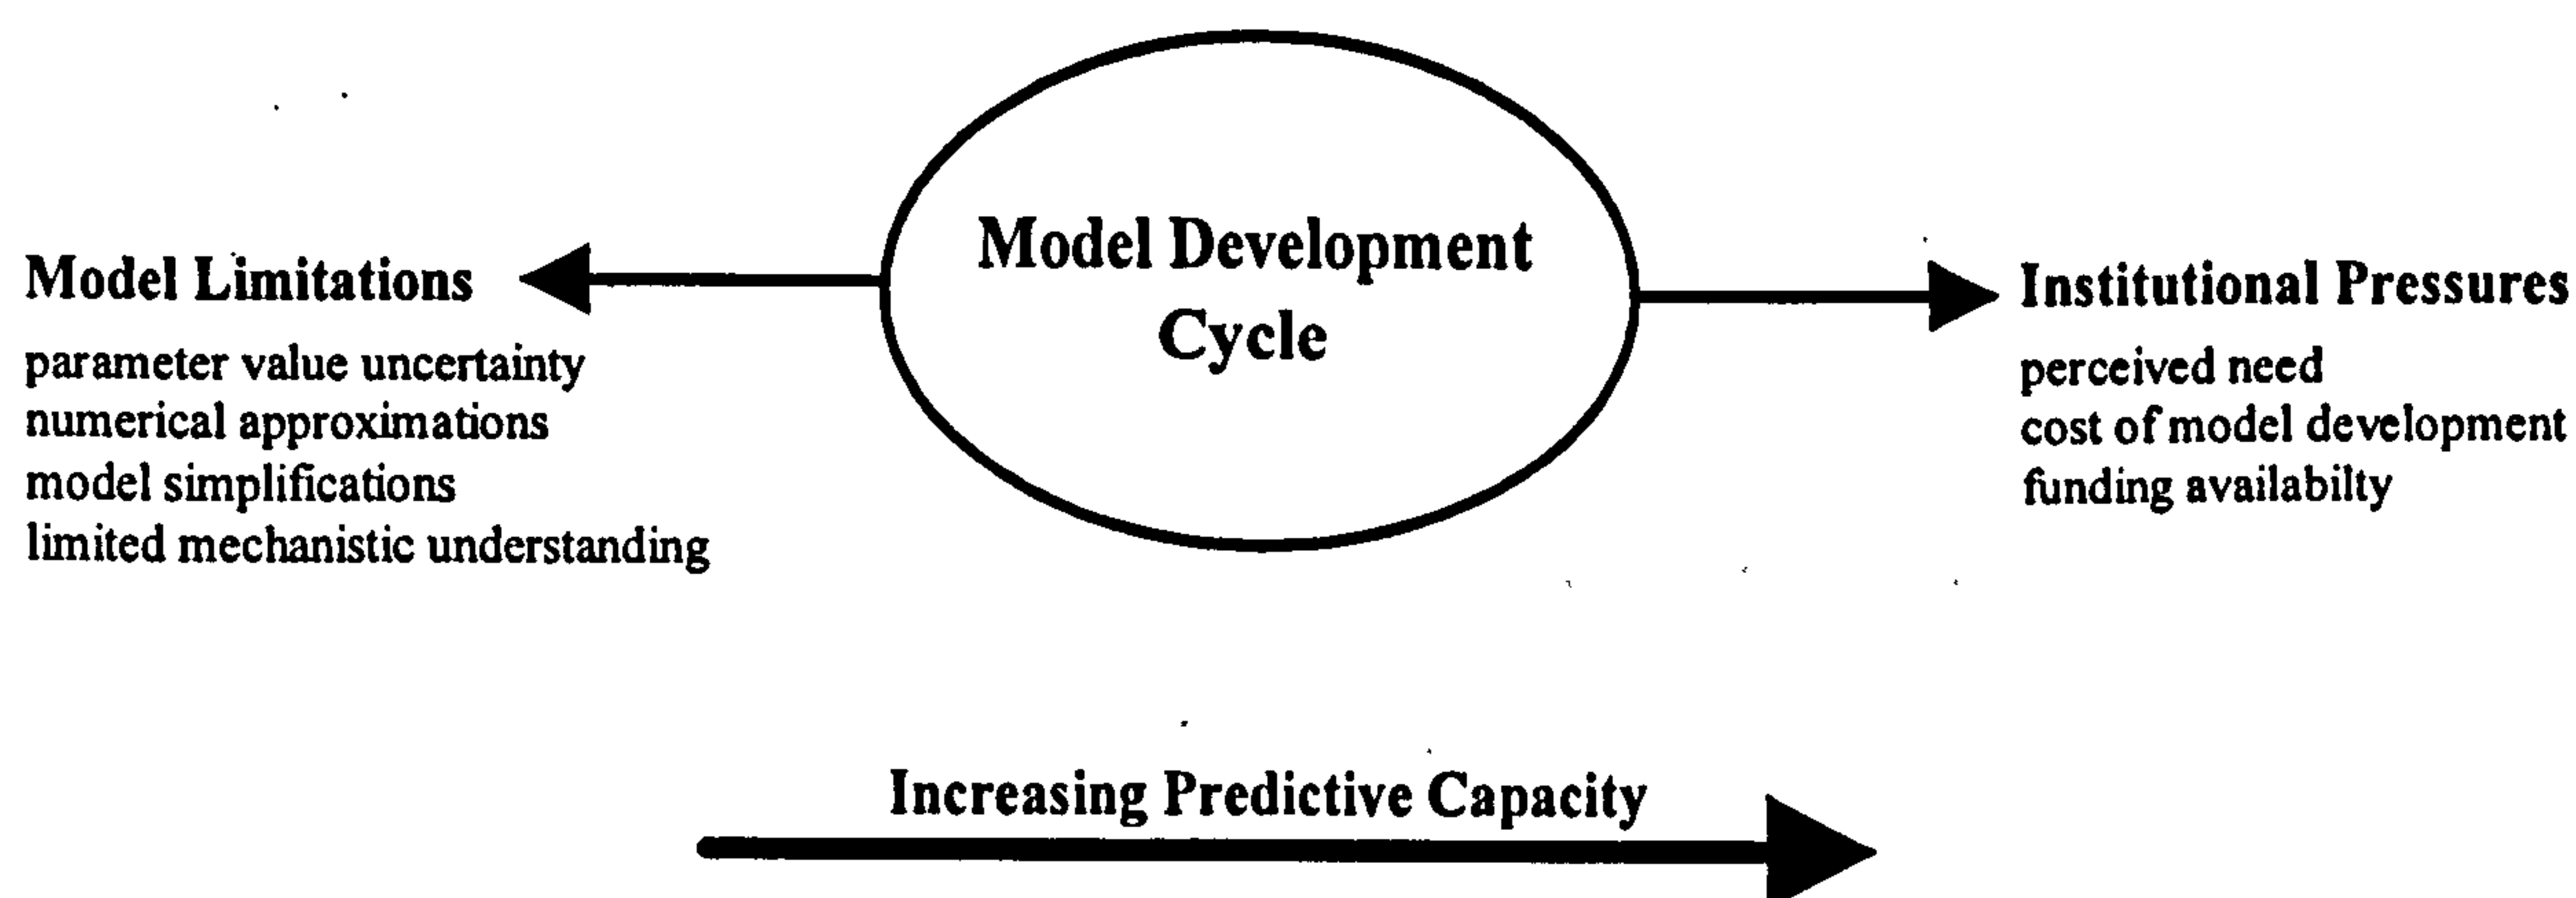 Model Development
Cycle
Model Limitations
parameter value uncertainty
numerical approximations
model simplifications
limited mechanistic understanding
Institutional Pressures
perceived need
cost of model development
funding availabilty
Increasing Predictive Capacity